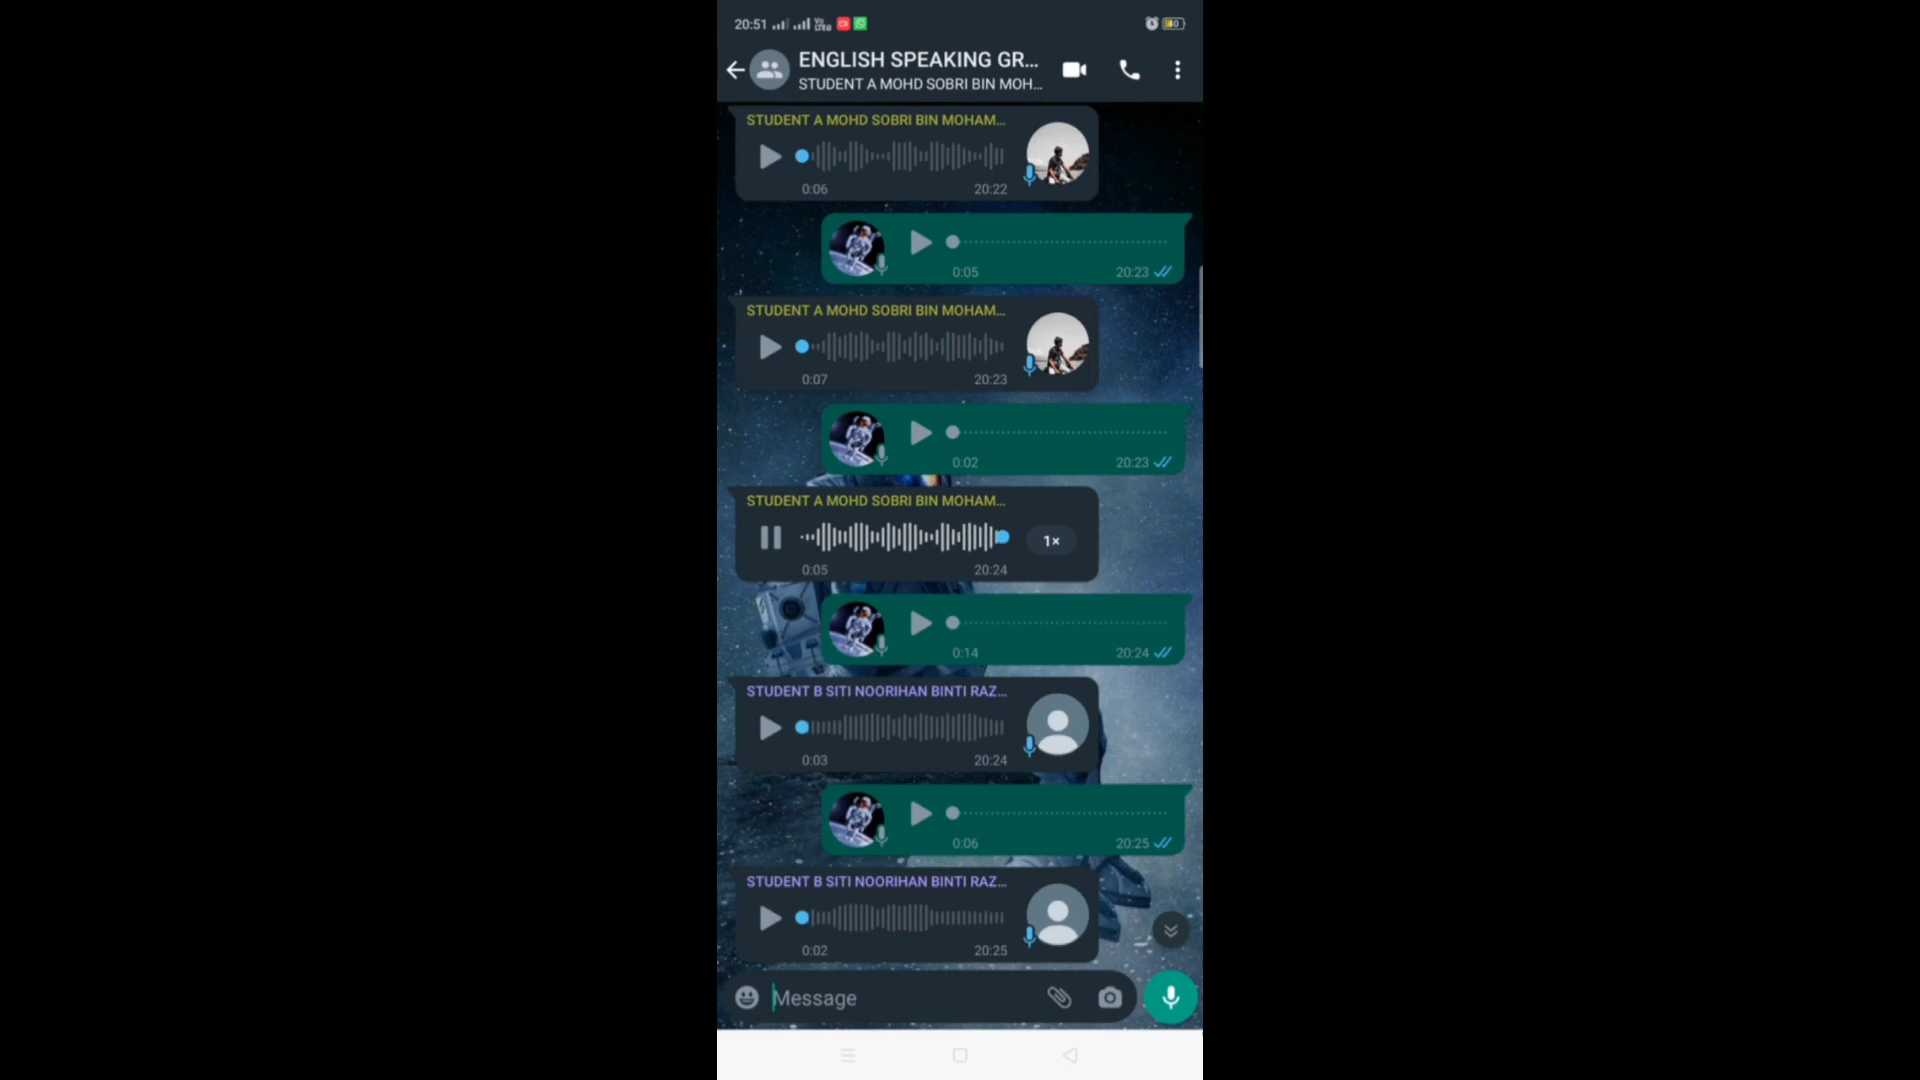 20:51
40
ENGLISH SPEAKING GR...
STUDENT A MOHD SOBRI BIN MOH...
STUDENT A MOHD SOBRI BIN MOHAM...
0:06 20:22
0:05 20:23
STUDENT A MOHD SOBRI BIN MOHAM...
0:07 20:23
0:02 20:23
STUDENT A MOHD SOBRI BIN MOHAM...
1×
0:05 20:24
0:14 20:24
STUDENT B SITI NOORIHAN BINTI RAZ...
0:03 20:24
0:06 20:25
STUDENT B SITI NOORIHAN BINTI RAZ...
0:02 20:25
Message